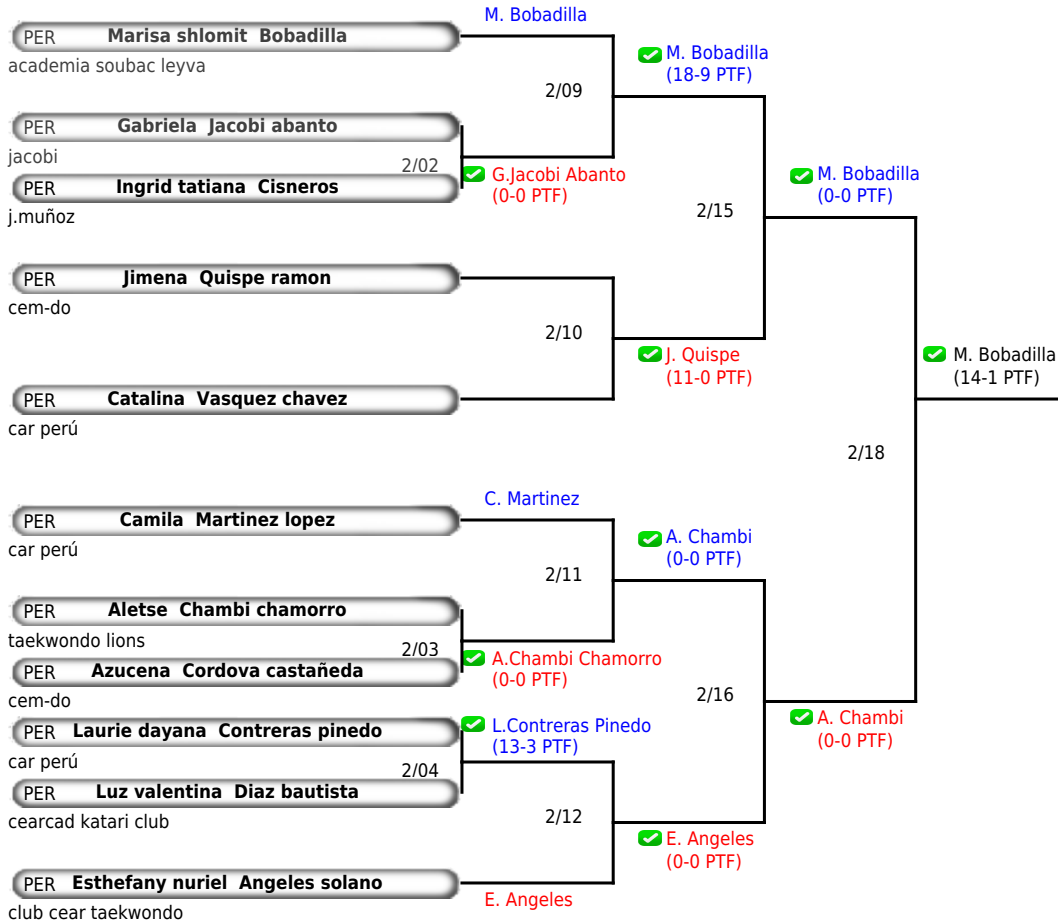 M. Bobadilla
PER Marisa shlomit Bobadilla
academia soubac leyva
2/09
M. Bobadilla
(18-9 PTF)
PER Gabriela Jacobi abanto
jacobi
2/02
G.Jacobi Abanto
(0-0 PTF)
PER Ingrid tatiana Cisneros
j.muñoz
2/15
M. Bobadilla
(0-0 PTF)
PER Jimena Quispe ramon
cem-do
2/10
J. Quispe
(11-0 PTF)
PER Catalina Vasquez chavez
car perú
M. Bobadilla
(14-1 PTF)
2/18
C. Martinez
PER Camila Martinez lopez
car perú
2/11
A. Chambi
(0-0 PTF)
PER Aletse Chambi chamorro
taekwondo lions
2/03
A.Chambi Chamorro
(0-0 PTF)
PER Azucena Cordova castañeda
cem-do
2/16
A. Chambi
(0-0 PTF)
PER Laurie dayana Contreras pinedo
L.Contreras Pinedo
(13-3 PTF)
car perú
2/04
PER Luz valentina Diaz bautista
cearcad katari club
2/12
E. Angeles
(0-0 PTF)
PER Esthefany nuriel Angeles solano
E. Angeles
club cear taekwondo